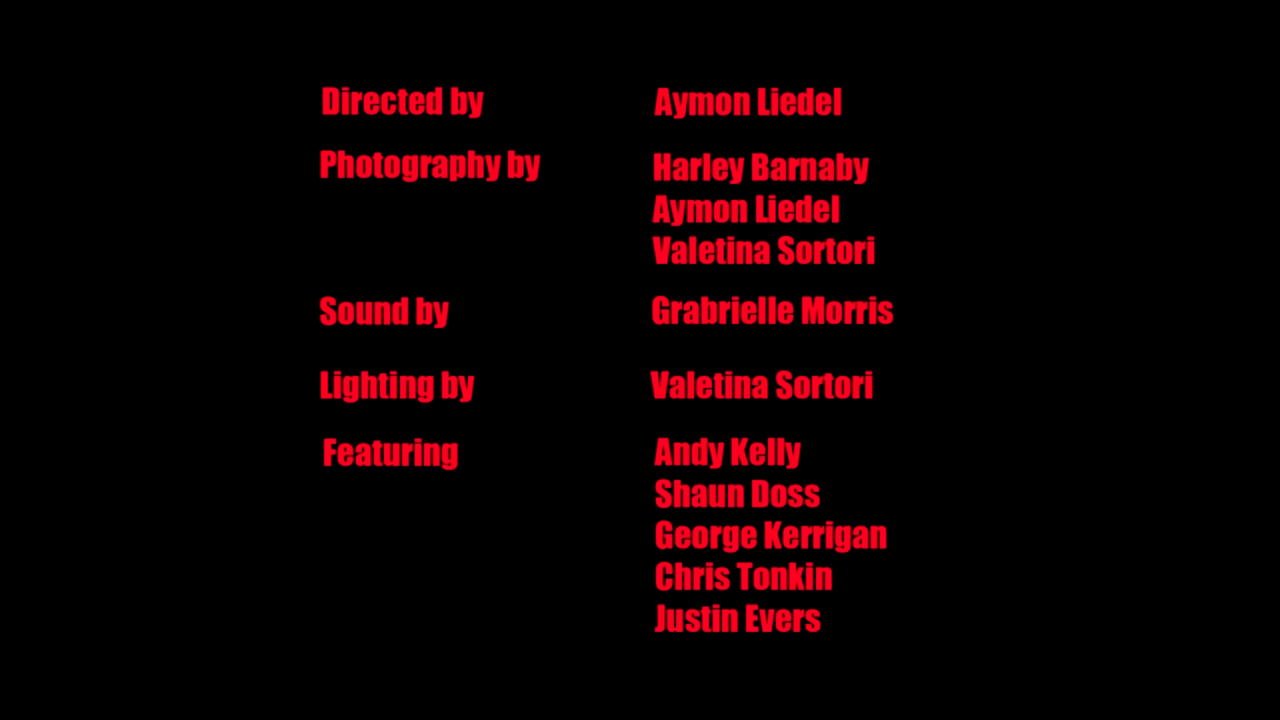 Directed by Aymon Liedel
Photography by Harley Barnaby
Aymon Liedel
Valetina Sortori
Sound by Grabrielle Morris
Lighting by Valetina Sortori
Featuring Andy Kelly
Shaun Doss
George Kerrigan
Chris Tonkin
Justin Evers